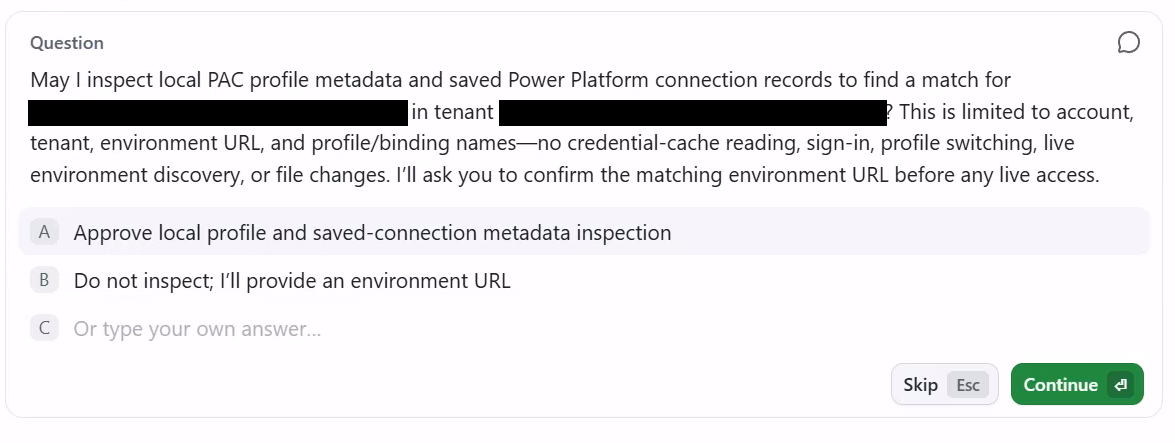 Question
May I inspect local PAC profile metadata and saved Power Platform connection records to find a match for
in tenant ? This is limited to account,
tenant, environment URL, and profile/binding names—no credential-cache reading, sign-in, profile switching, live
environment discovery, or file changes. I’ll ask you to confirm the matching environment URL before any live access.
A Approve local profile and saved-connection metadata inspection
B Do not inspect; I’ll provide an environment URL
C Or type your own answer...
Skip Esc Continue